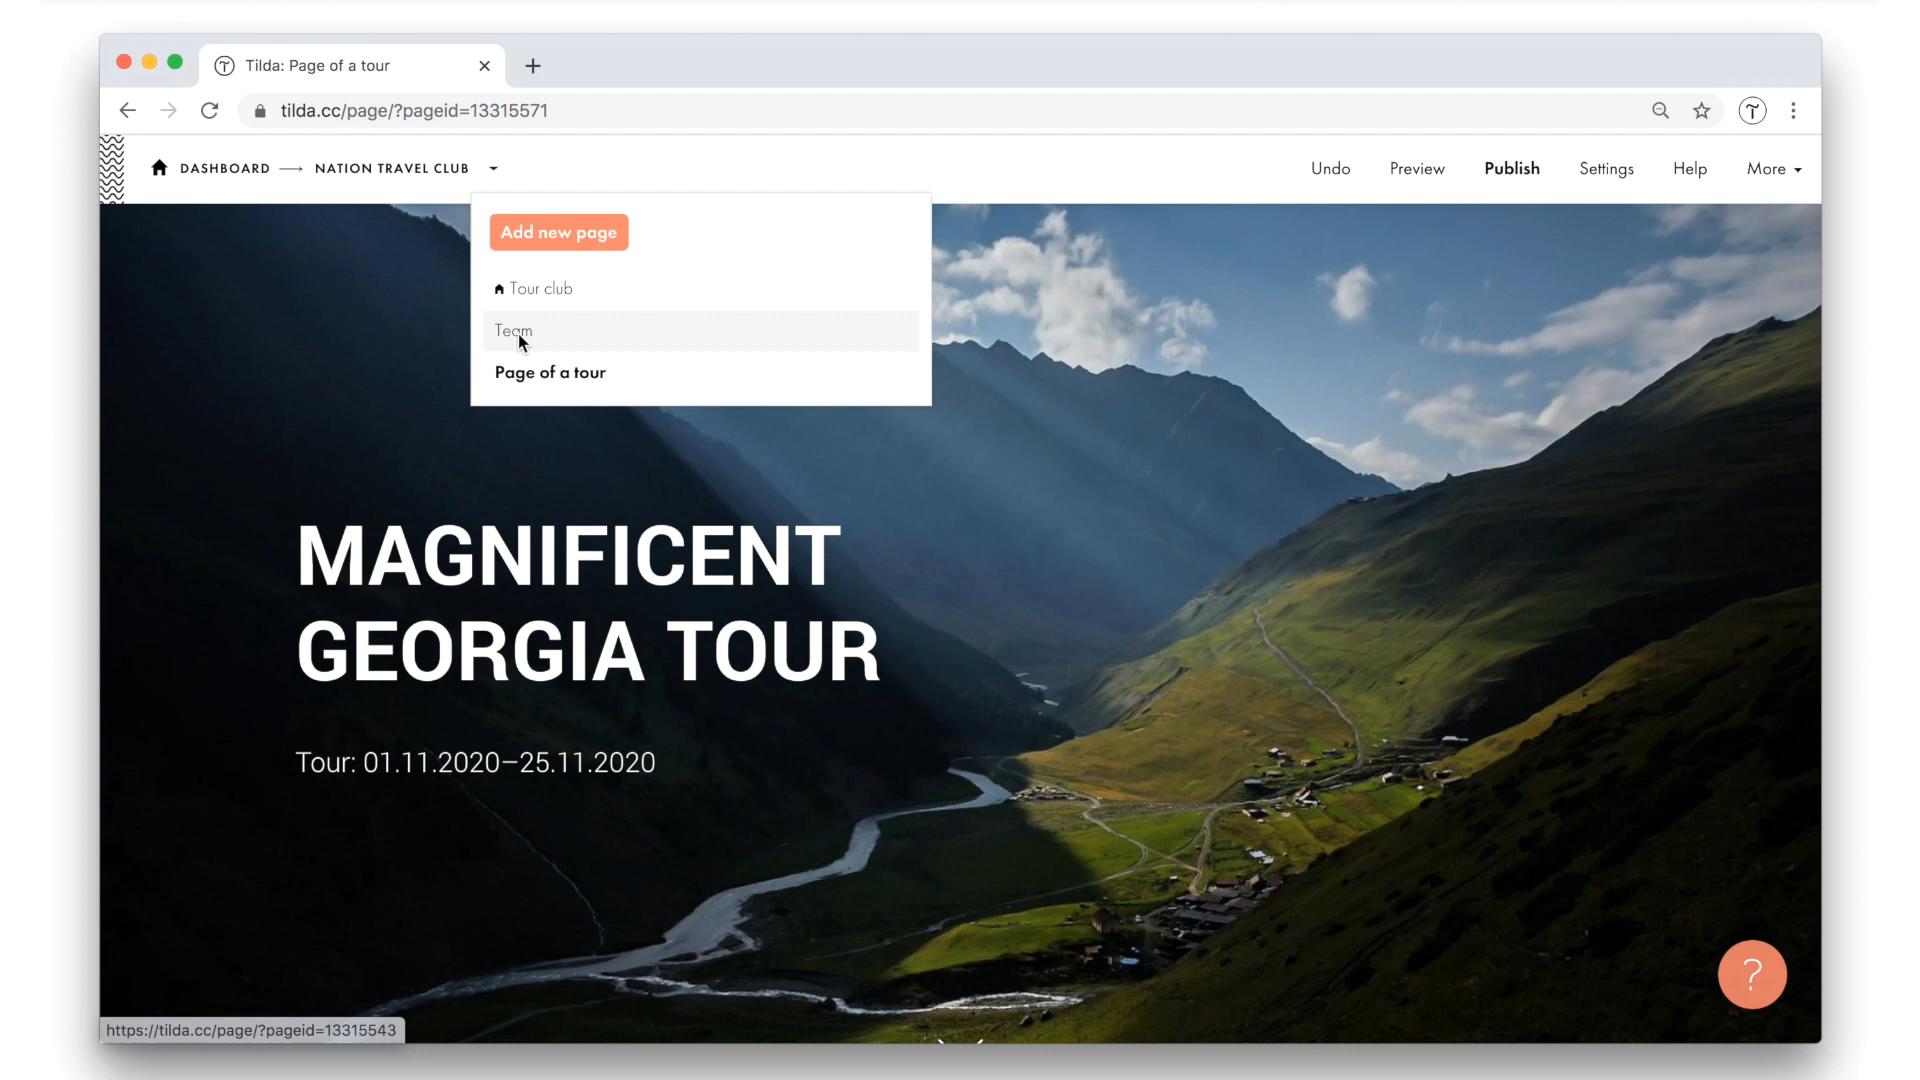 Tilda: Page of a tour
tilda.cc/page/?pageid=13315571
DASHBOARD → NATION TRAVEL CLUB
Undo Preview Publish Settings Help More
Add new page
Tour club
Team
Page of a tour
MAGNIFICENT
GEORGIA TOUR
Tour: 01.11.2020–25.11.2020
?
https://tilda.cc/page/?pageid=13315543